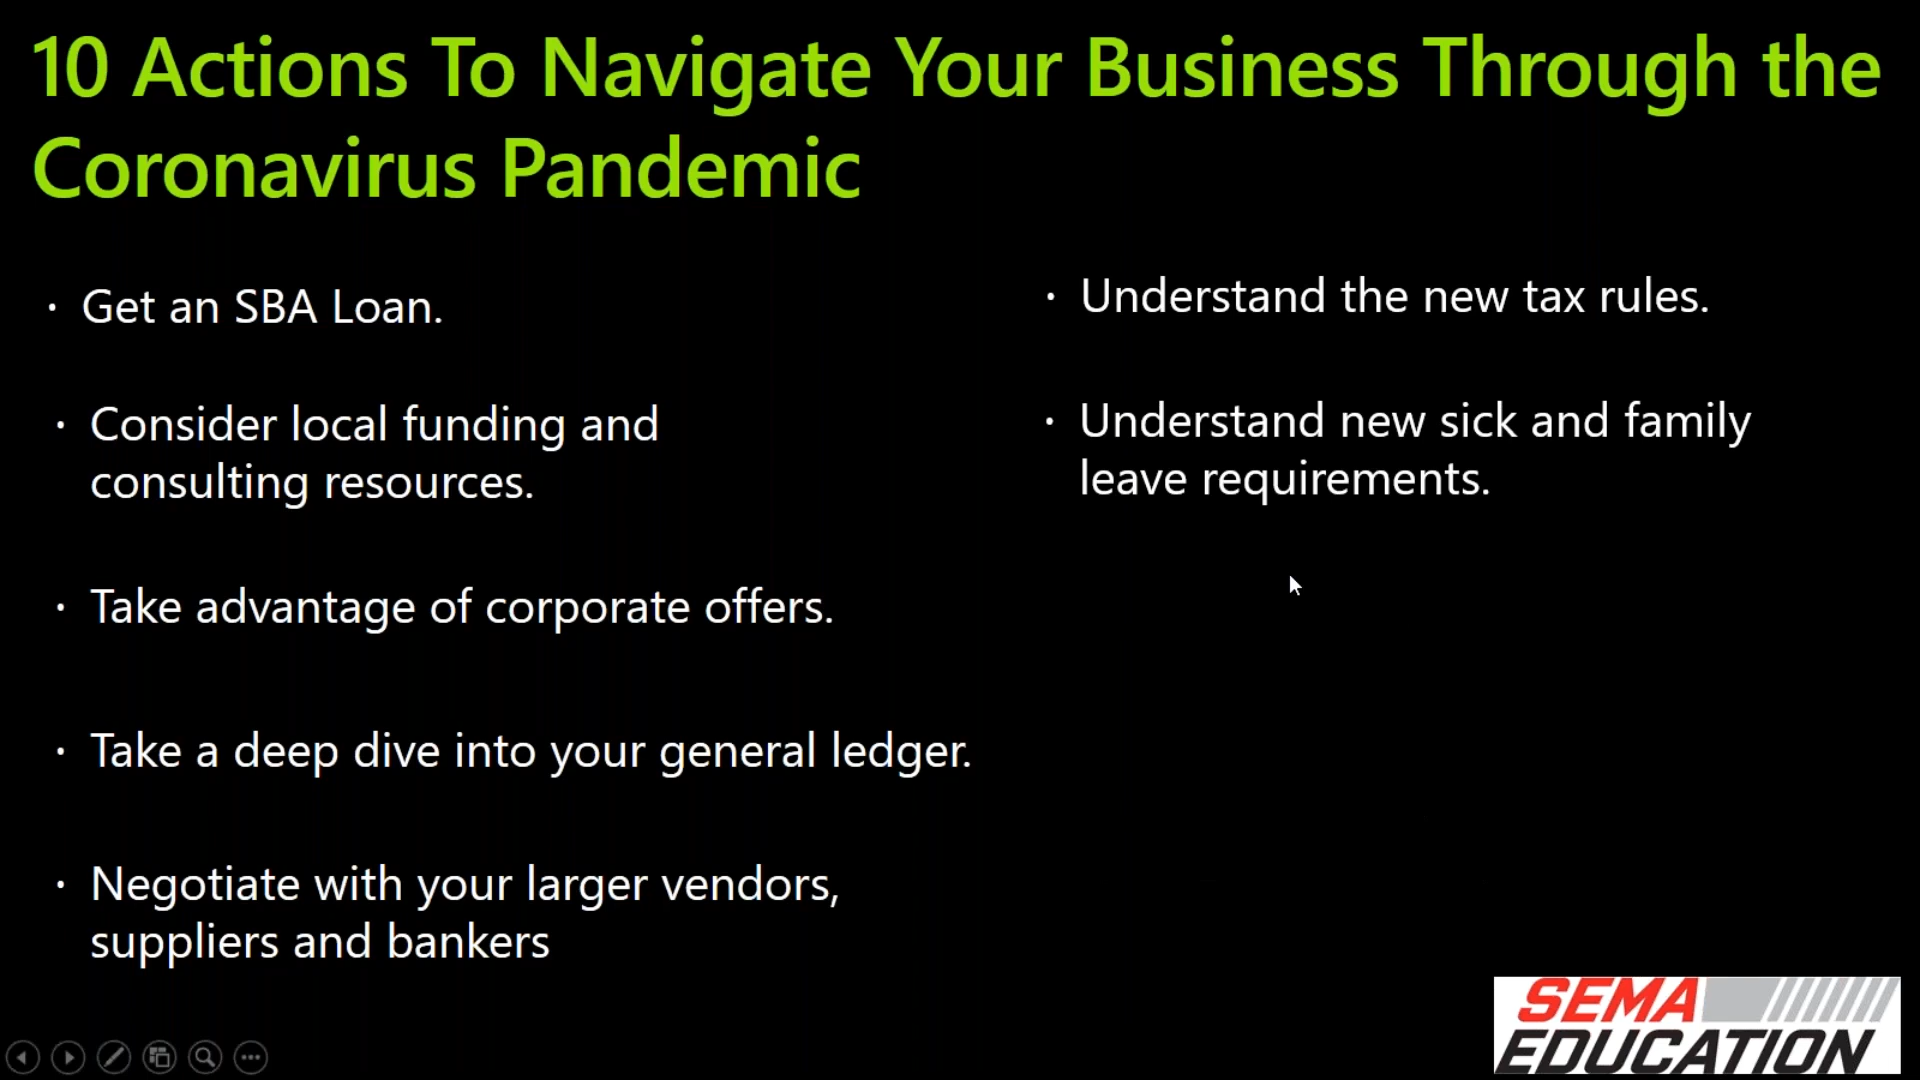 10 Actions To Navigate Your Business Through the
Coronavirus Pandemic
· Get an SBA Loan.
· Consider local funding and
consulting resources.
· Take advantage of corporate offers.
· Take a deep dive into your general ledger.
· Negotiate with your larger vendors,
suppliers and bankers
· Understand the new tax rules.
· Understand new sick and family
leave requirements.
SEMA
EDUCATION